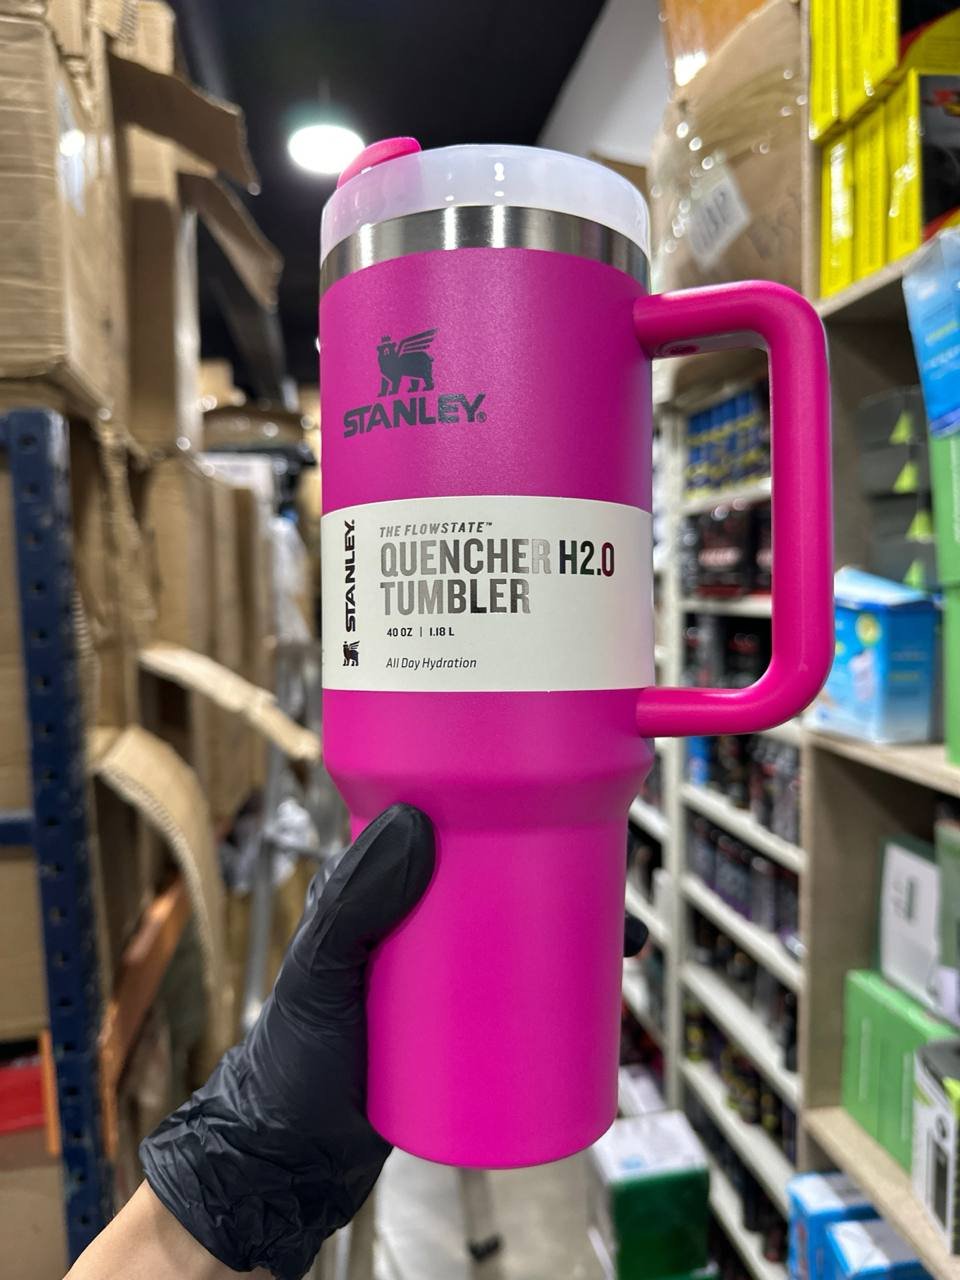 STANLEY®
STANLEY.
THE FLOWSTATE™
QUENCHER H2.0
TUMBLER
40 OZ | 1.18 L
All Day Hydration